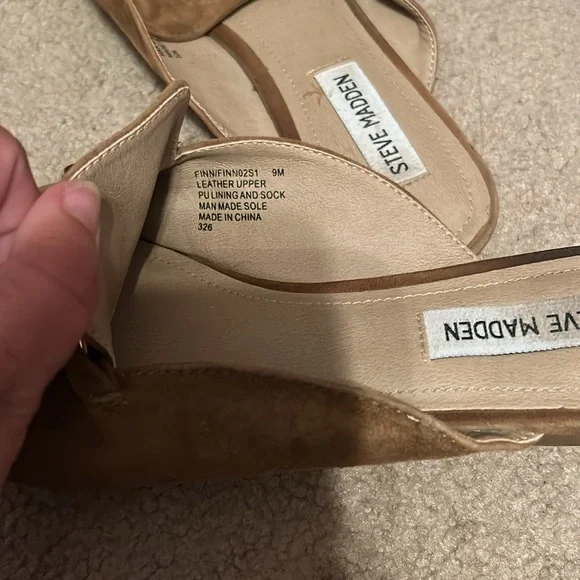 STEVE MADDEN
FINN/FINN02S1 9M
LEATHER UPPER
PU LINING AND SOCK
MAN MADE SOLE
MADE IN CHINA
326
STEVE MADDEN